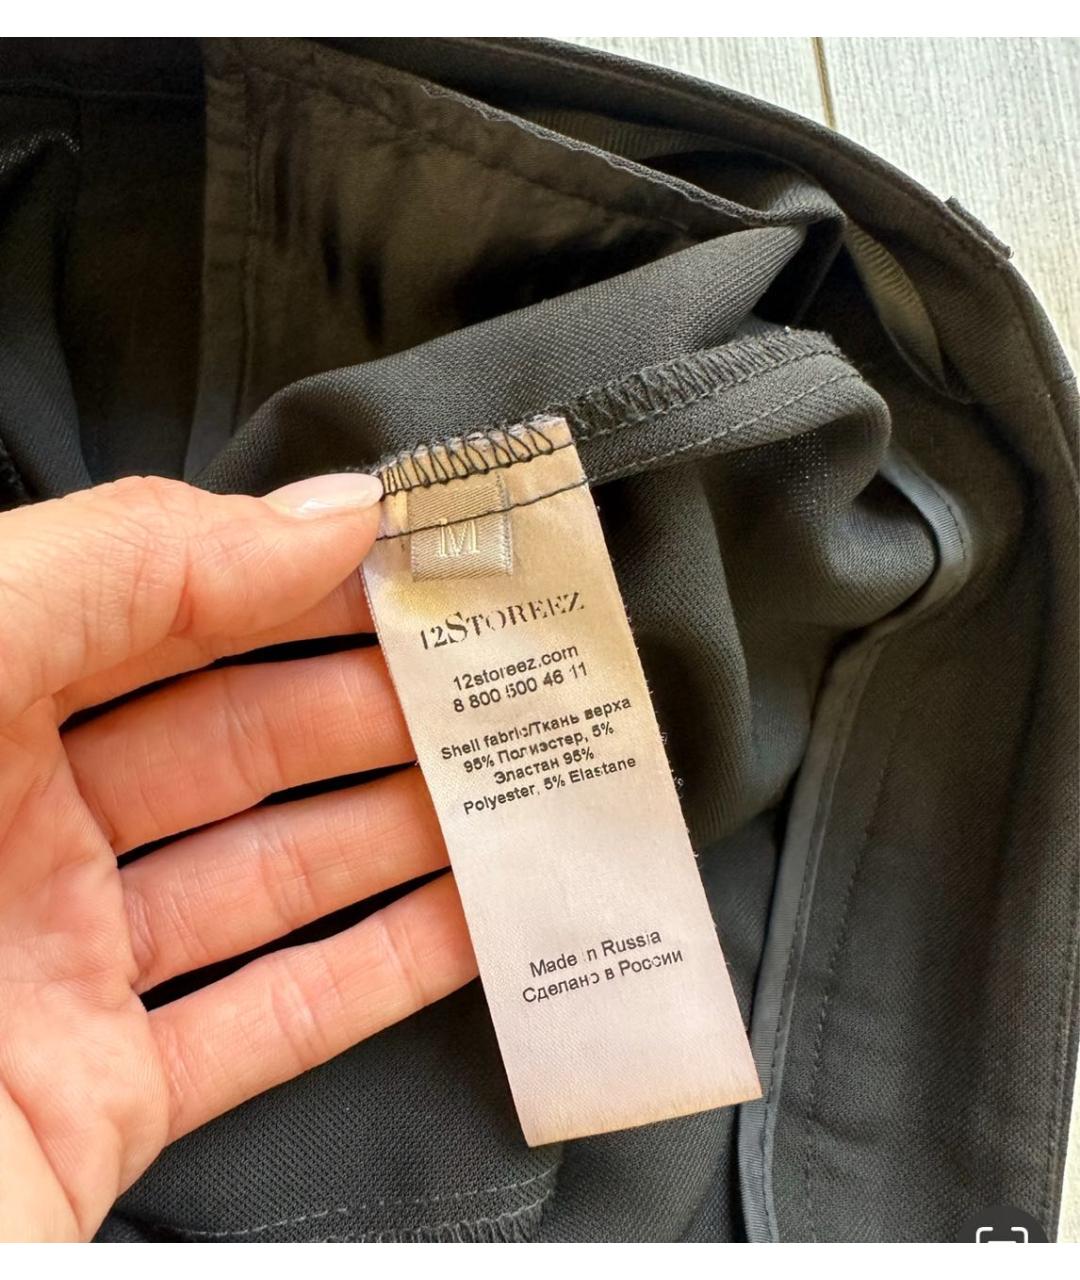 M
12STOREEZ
12storeez.com
8 800 500 46 11
Shell fabric/Ткань верха
95% Полиэстер, 5%
Эластан 95%
Polyester, 5% Elastane
Made in Russia
Сделано в России